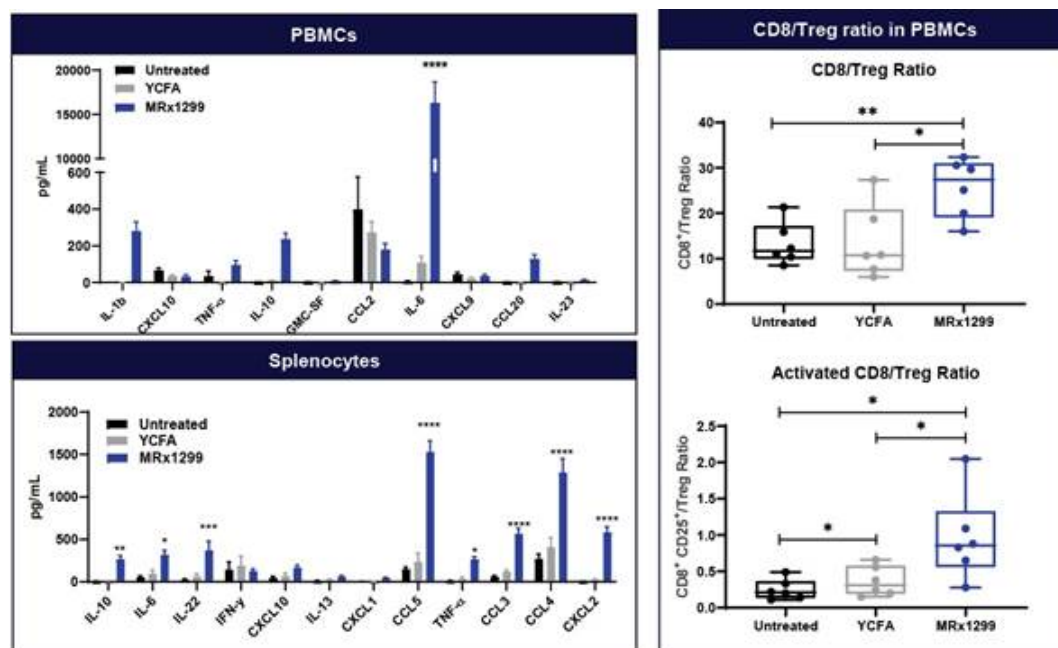 PBMCs
Untreated
YCFA
MRx1299
****
20000
15000
10000
600
400
200
0
pg/mL
IL-1b
CXCL10
TNF-α
IL-10
GMC-SF
CCL2
IL-6
CXCL9
CCL20
IL-23
Splenocytes
Untreated
YCFA
MRx1299
2000
1500
1000
500
0
pg/mL
** * *** **** * **** **** ****
IL-10
IL-6
IL-22
IFN-y
CXCL10
IL-13
CXCL1
CCL5
TNF-α
CCL3
CCL4
CXCL2
CD8/Treg ratio in PBMCs
CD8/Treg Ratio
**
*
40
30
20
10
0
CD8⁺/Treg Ratio
Untreated YCFA MRx1299
Activated CD8/Treg Ratio
*
*
*
2.5
2.0
1.5
1.0
0.5
0.0
CD8⁺ CD25⁺/Treg Ratio
Untreated YCFA MRx1299